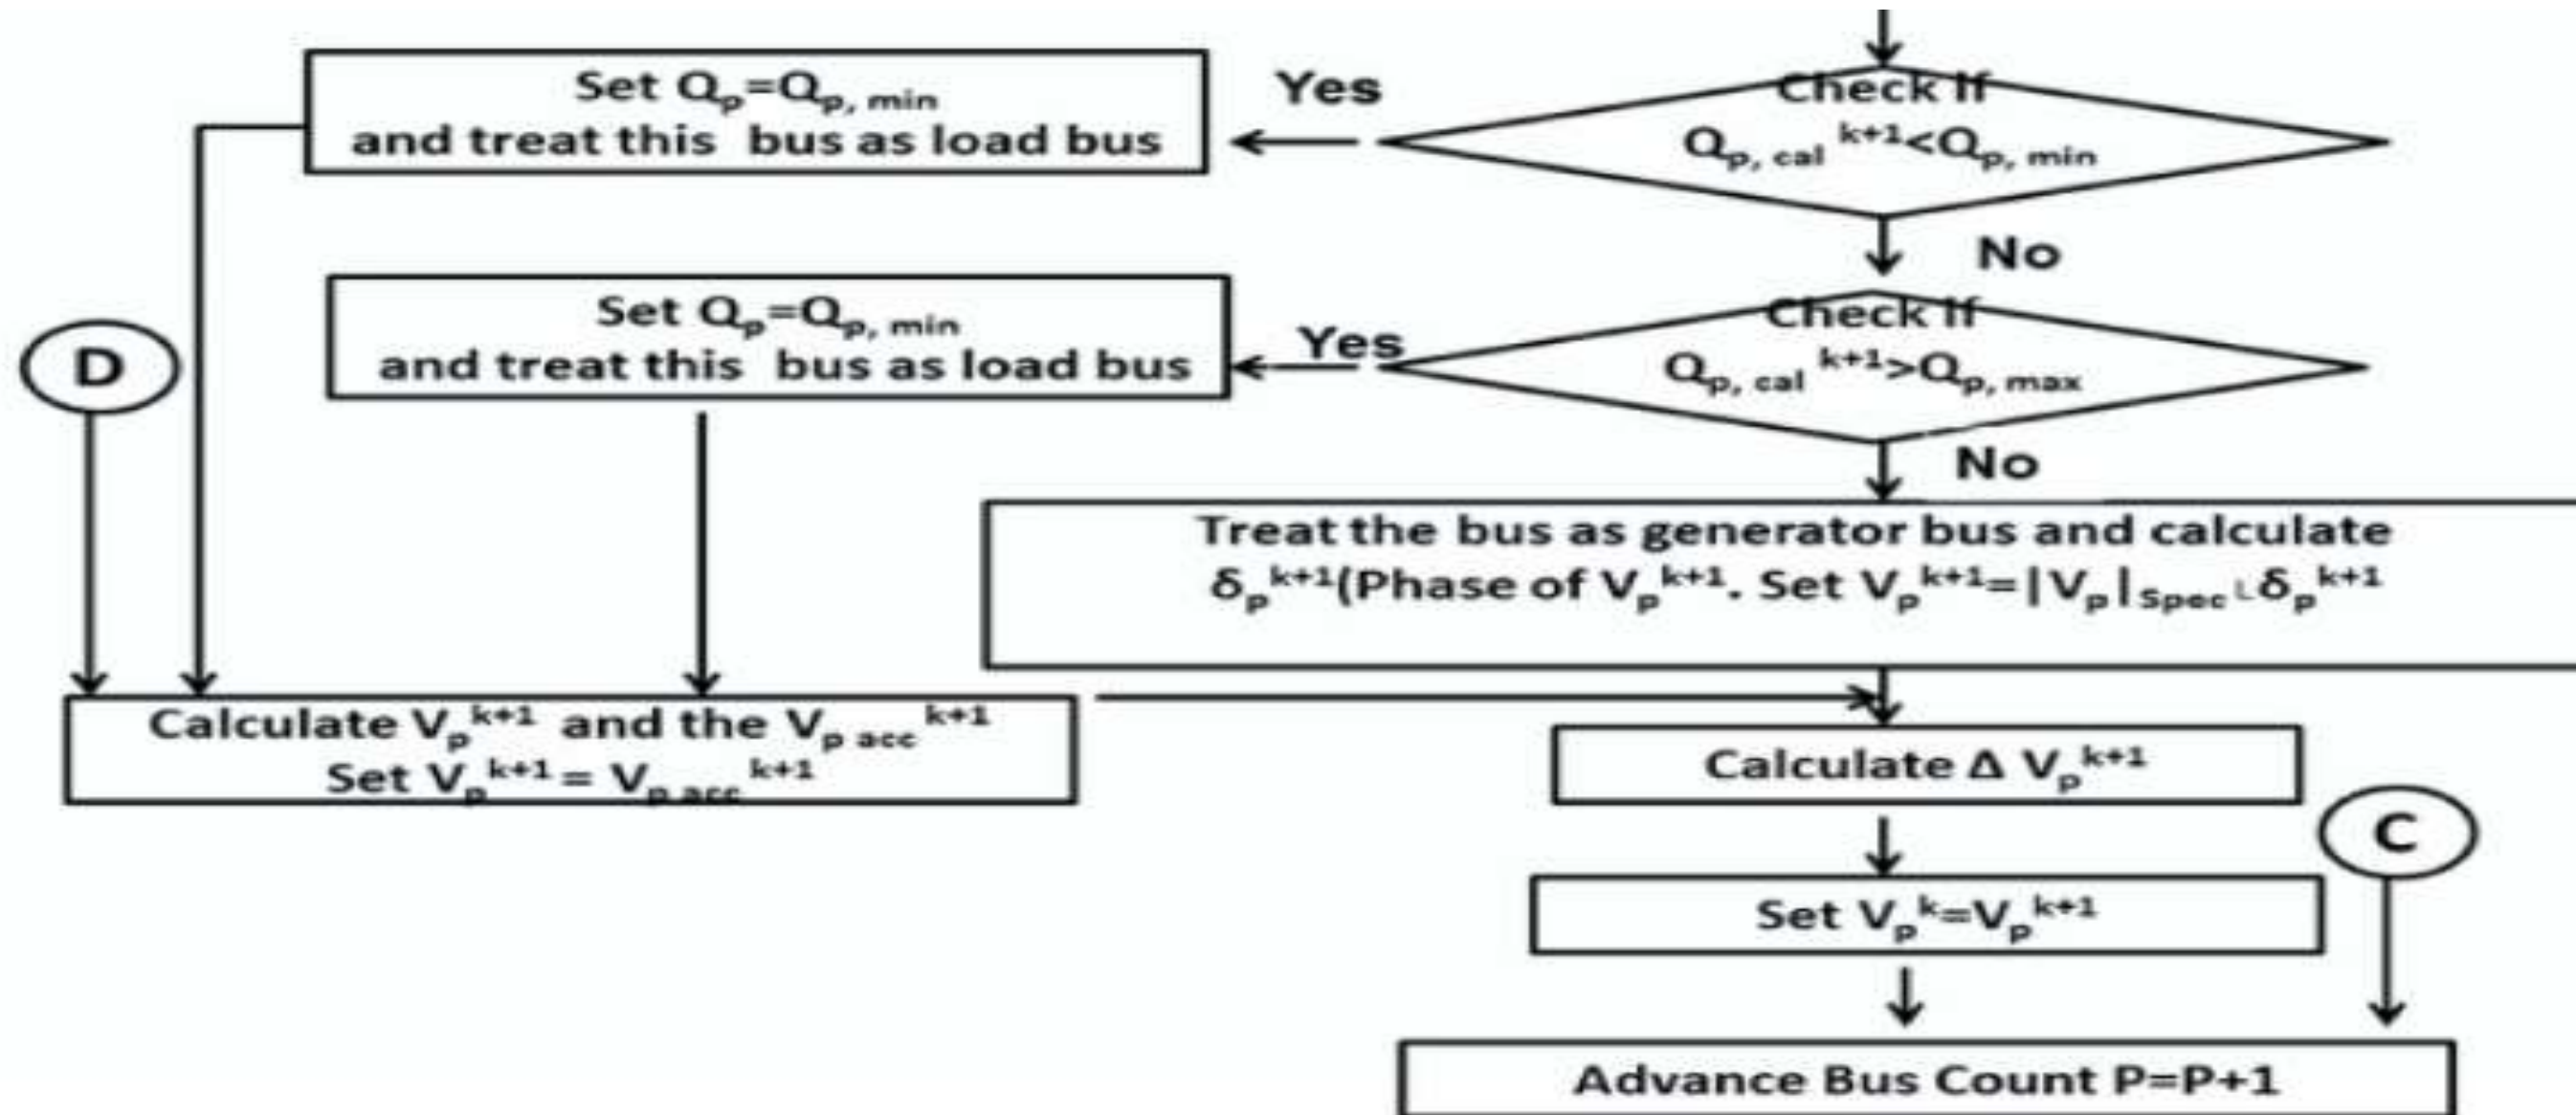 Set Qp=Qp, min
and treat this bus as load bus
Yes
Check If
Qp, cal k+1<Qp, min
No
Set Qp=Qp, min
and treat this bus as load bus
Yes
Check If
Qp, cal k+1>Qp, max
D
No
Treat the bus as generator bus and calculate
δp k+1(Phase of Vp k+1. Set Vp k+1=|Vp|Spec∟δp k+1
Calculate Vp k+1 and the Vp acc k+1
Set Vp k+1 = Vp acc k+1
Calculate Δ Vp k+1
C
Set Vp k=Vp k+1
Advance Bus Count P=P+1